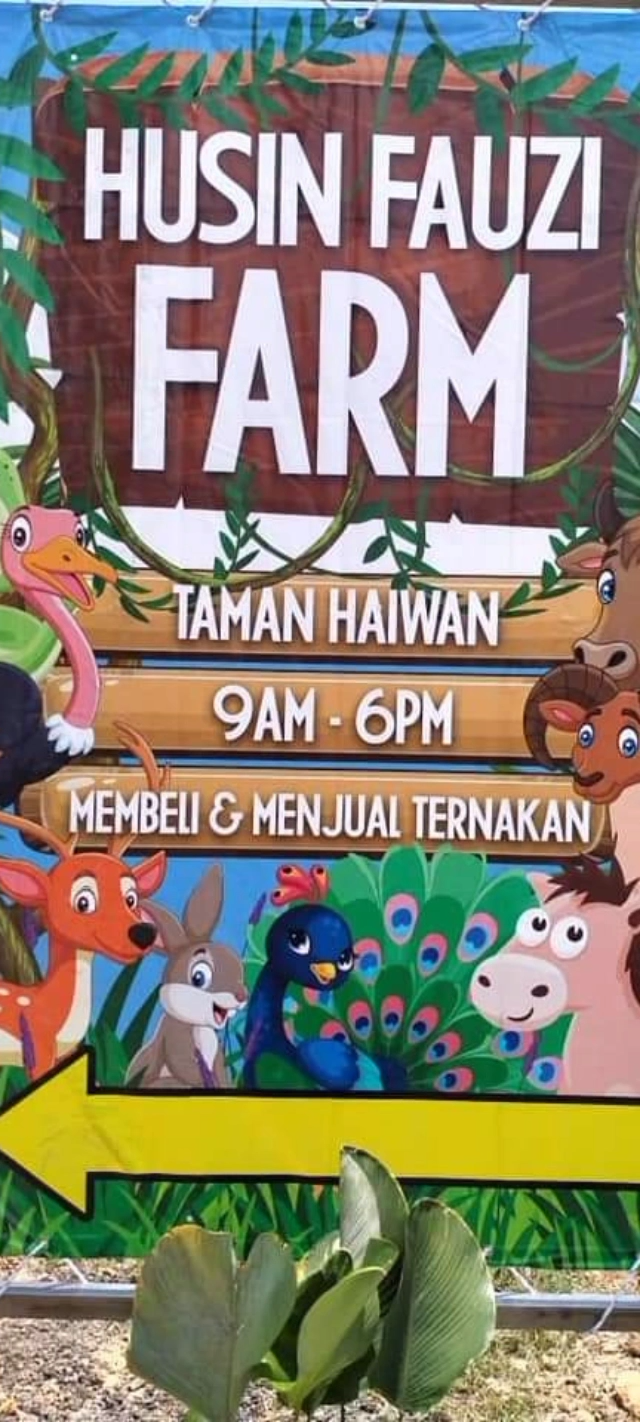 HUSIN FAUZI
FARM
TAMAN HAIWAN
9AM - 6PM
MEMBELI & MENJUAL TERNAKAN